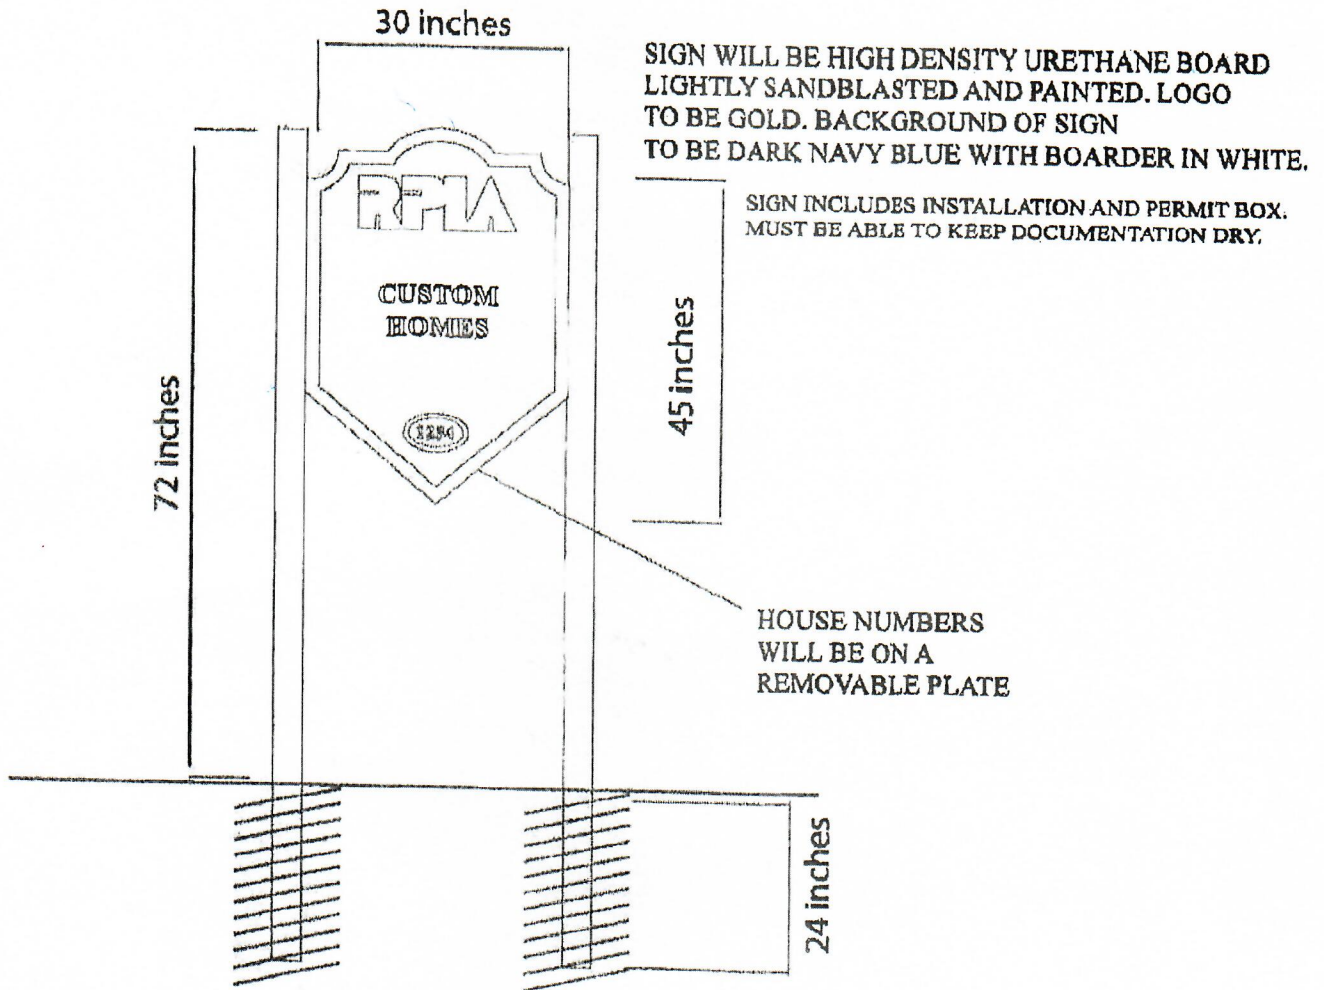 30 inches
SIGN WILL BE HIGH DENSITY URETHANE BOARD
LIGHTLY SANDBLASTED AND PAINTED. LOGO
TO BE GOLD. BACKGROUND OF SIGN
TO BE DARK NAVY BLUE WITH BOARDER IN WHITE.
SIGN INCLUDES INSTALLATION AND PERMIT BOX.
MUST BE ABLE TO KEEP DOCUMENTATION DRY.
CUSTOM
HOMES
72 inches
45 inches
HOUSE NUMBERS
WILL BE ON A
REMOVABLE PLATE
24 inches